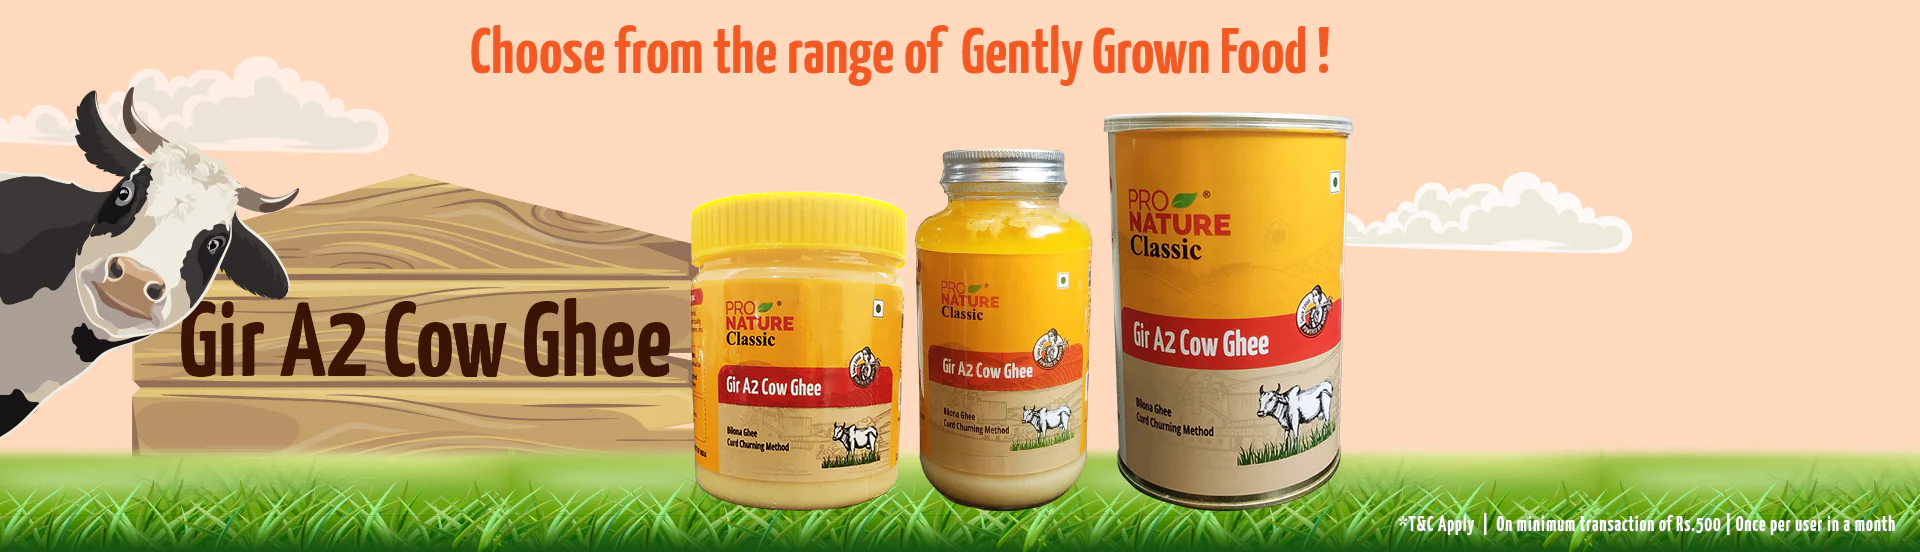 Choose from the range of Gently Grown Food !
Gir A2 Cow Ghee
PRO
NATURE
Classic
Gir A2 Cow Ghee
Bilona Ghee
Curd Churning Method
PRO
NATURE
Classic
Gir A2 Cow Ghee
Bilona Ghee
Curd Churning Method
PRO ®
NATURE
Classic
Gir A2 Cow Ghee
Bilona Ghee
Curd Churning Method
*T&C Apply | On minimum transaction of Rs.500 | Once per user in a month